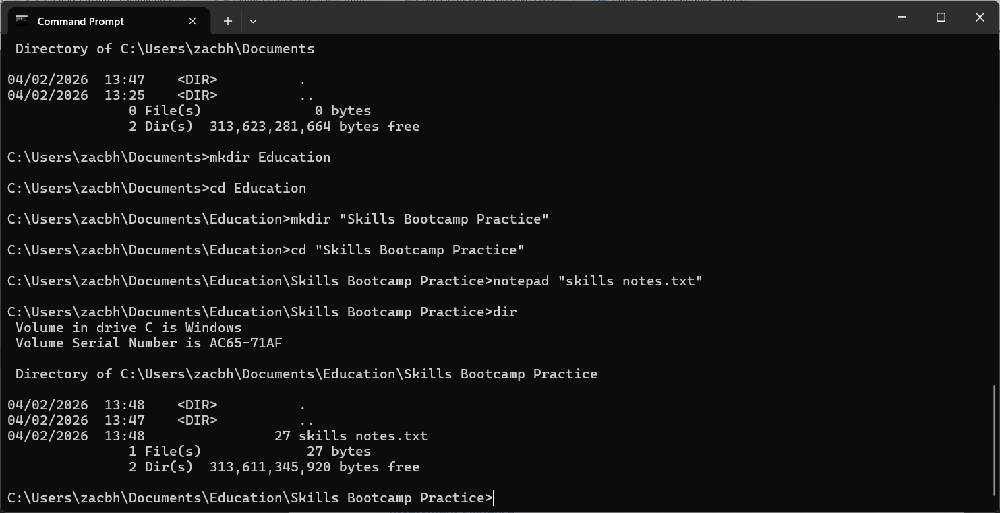 Command Prompt
Directory of C:\Users\zacbh\Documents
04/02/2026  13:47    <DIR>          .
04/02/2026  13:25    <DIR>          ..
               0 File(s)              0 bytes
               2 Dir(s)  313,623,281,664 bytes free
C:\Users\zacbh\Documents>mkdir Education
C:\Users\zacbh\Documents>cd Education
C:\Users\zacbh\Documents\Education>mkdir "Skills Bootcamp Practice"
C:\Users\zacbh\Documents\Education>cd "Skills Bootcamp Practice"
C:\Users\zacbh\Documents\Education\Skills Bootcamp Practice>notepad "skills notes.txt"
C:\Users\zacbh\Documents\Education\Skills Bootcamp Practice>dir
 Volume in drive C is Windows
 Volume Serial Number is AC65-71AF
 Directory of C:\Users\zacbh\Documents\Education\Skills Bootcamp Practice
04/02/2026  13:48    <DIR>          .
04/02/2026  13:47    <DIR>          ..
04/02/2026  13:48                27 skills notes.txt
               1 File(s)             27 bytes
               2 Dir(s)  313,611,345,920 bytes free
C:\Users\zacbh\Documents\Education\Skills Bootcamp Practice>